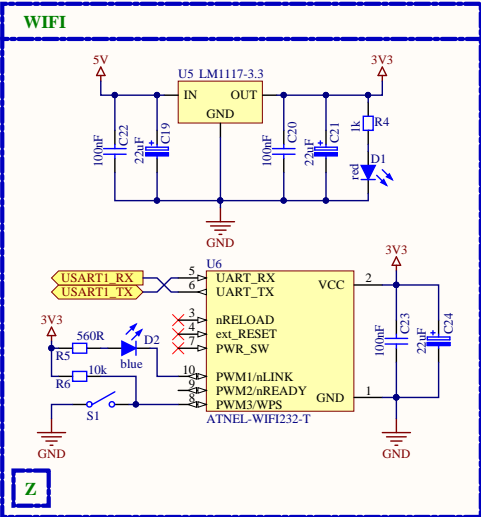 WIFI
5V
3V3
U5 LM1117-3.3
IN OUT
GND
100nF
C22
22uF
C19
100nF
C20
22uF
C21
1k
R4
red
D1
GND
U6
3V3
USART1_RX
USART1_TX
5
6
UART_RX
UART_TX
VCC
2
3
4
7
nRELOAD
ext_RESET
PWR_SW
3V3
560R
R5
D2
blue
10k
R6
S1
10
9
8
PWM1/nLINK
PWM2/nREADY
PWM3/WPS
GND
1
100nF
C23
22uF
C24
ATNEL-WIFI232-T
GND
GND
Z